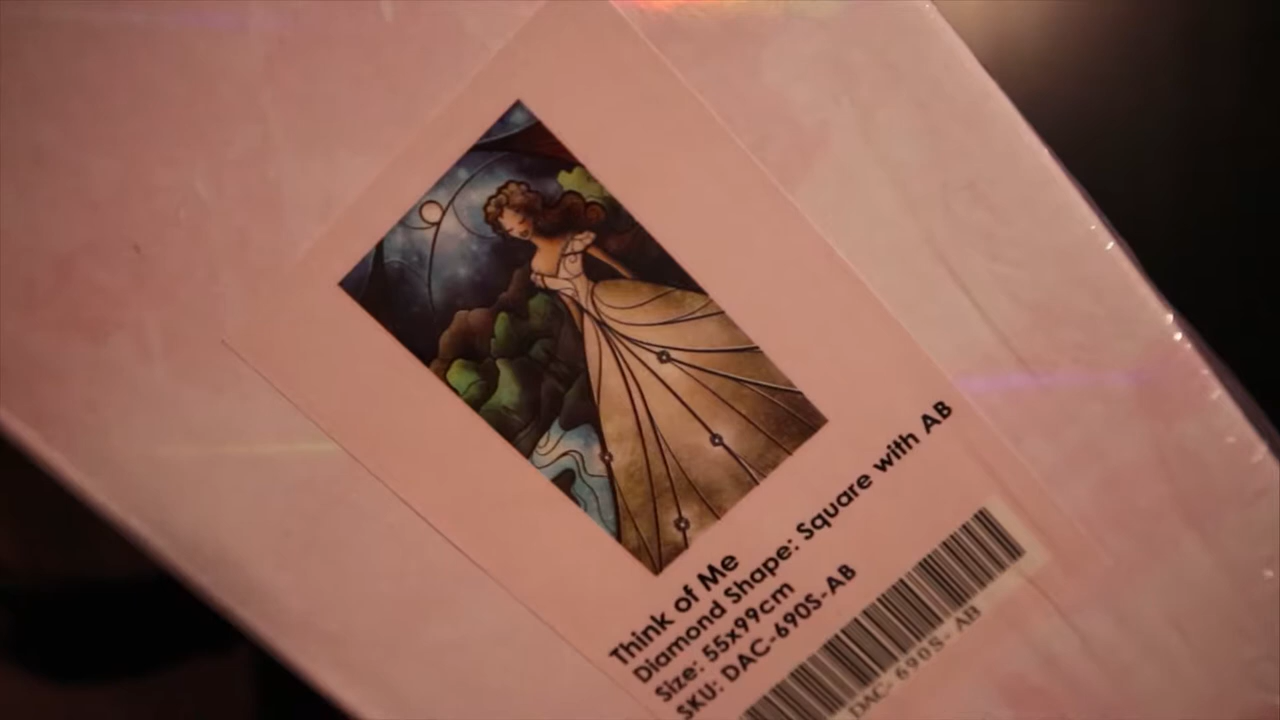 Think of Me
Diamond Shape: Square with AB
Size: 55x99cm
SKU: DAC-690S-AB
DAC- 690S- AB